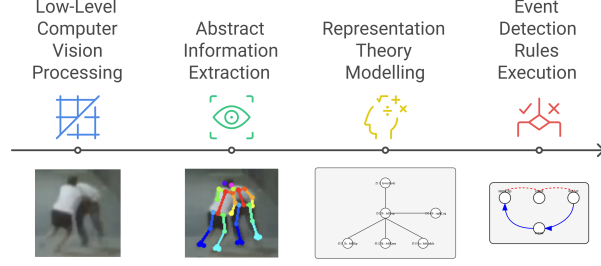 Low-Level
Computer
Vision
Processing
Abstract
Information
Extraction
Representation
Theory
Modelling
Event
Detection
Rules
Execution